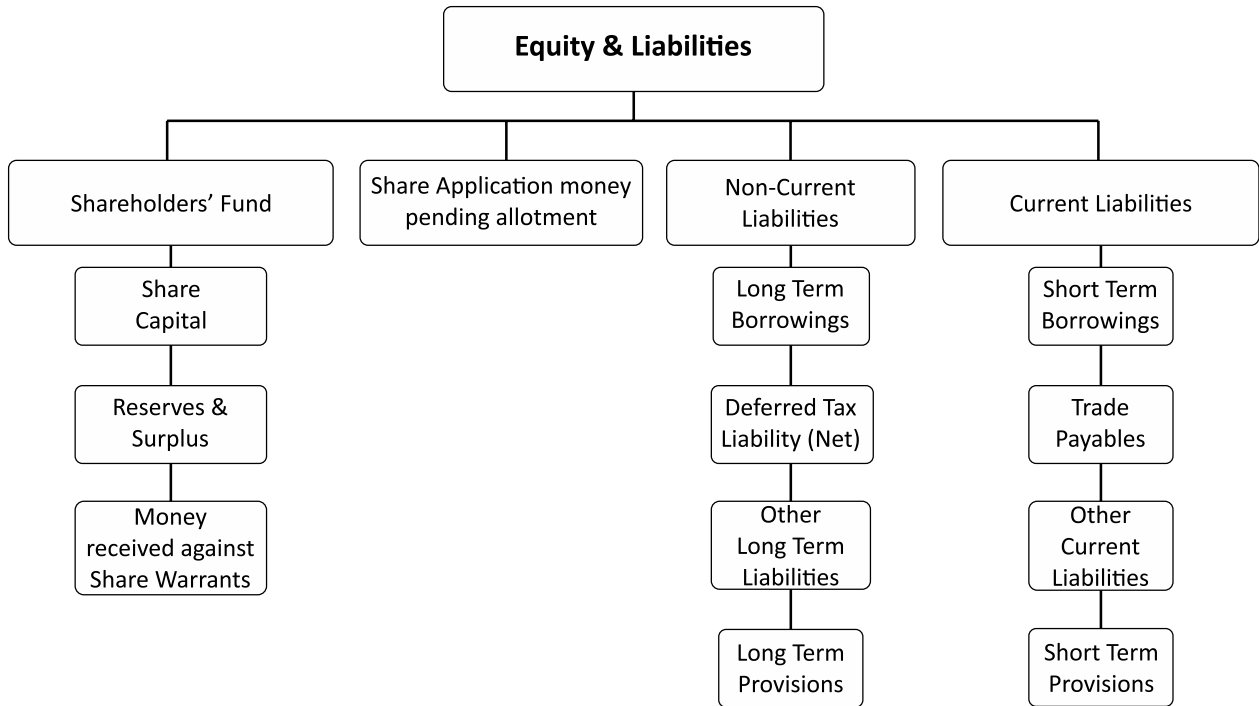 Equity & Liabilities
Shareholders’ Fund
Share Application money
pending allotment
Non-Current
Liabilities
Current Liabilities
Share
Capital
Long Term
Borrowings
Short Term
Borrowings
Reserves &
Surplus
Deferred Tax
Liability (Net)
Trade
Payables
Money
received against
Share Warrants
Other
Long Term
Liabilities
Other
Current
Liabilities
Long Term
Provisions
Short Term
Provisions